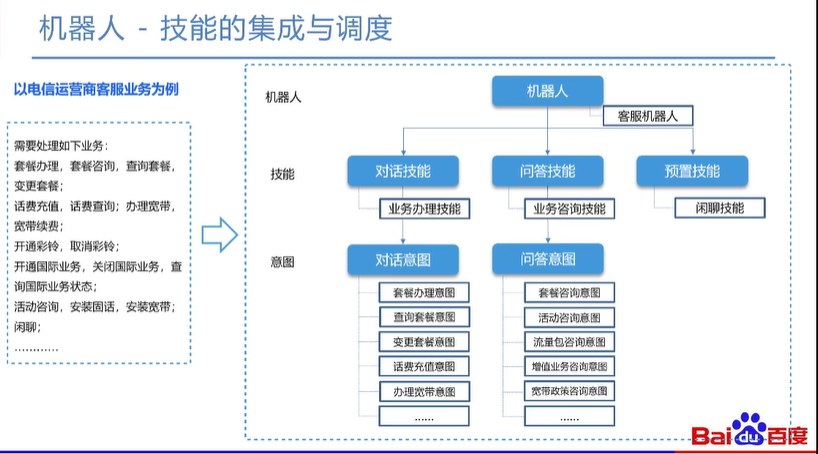 机器人 - 技能的集成与调度
以电信运营商客服业务为例
需要处理如下业务：
套餐办理，套餐咨询，查询套餐，
变更套餐；
话费充值，话费查询；办理宽带，
宽带续费；
开通彩铃，取消彩铃；
开通国际业务，关闭国际业务，查
询国际业务状态；
活动咨询，安装固话，安装宽带；
闲聊；
…………
机器人
机器人
客服机器人
技能
对话技能
问答技能
预置技能
业务办理技能
业务咨询技能
闲聊技能
意图
对话意图
问答意图
套餐办理意图
套餐咨询意图
查询套餐意图
活动咨询意图
变更套餐意图
流量包咨询意图
话费充值意图
增值业务咨询意图
办理宽带意图
宽带政策咨询意图
......
......
Bai du 百度